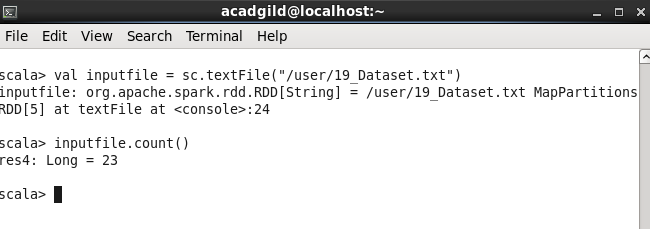 acadgild@localhost:~
File Edit View Search Terminal Help
scala> val inputfile = sc.textFile("/user/19_Dataset.txt")
inputfile: org.apache.spark.rdd.RDD[String] = /user/19_Dataset.txt MapPartitions
RDD[5] at textFile at <console>:24
scala> inputfile.count()
res4: Long = 23
scala>